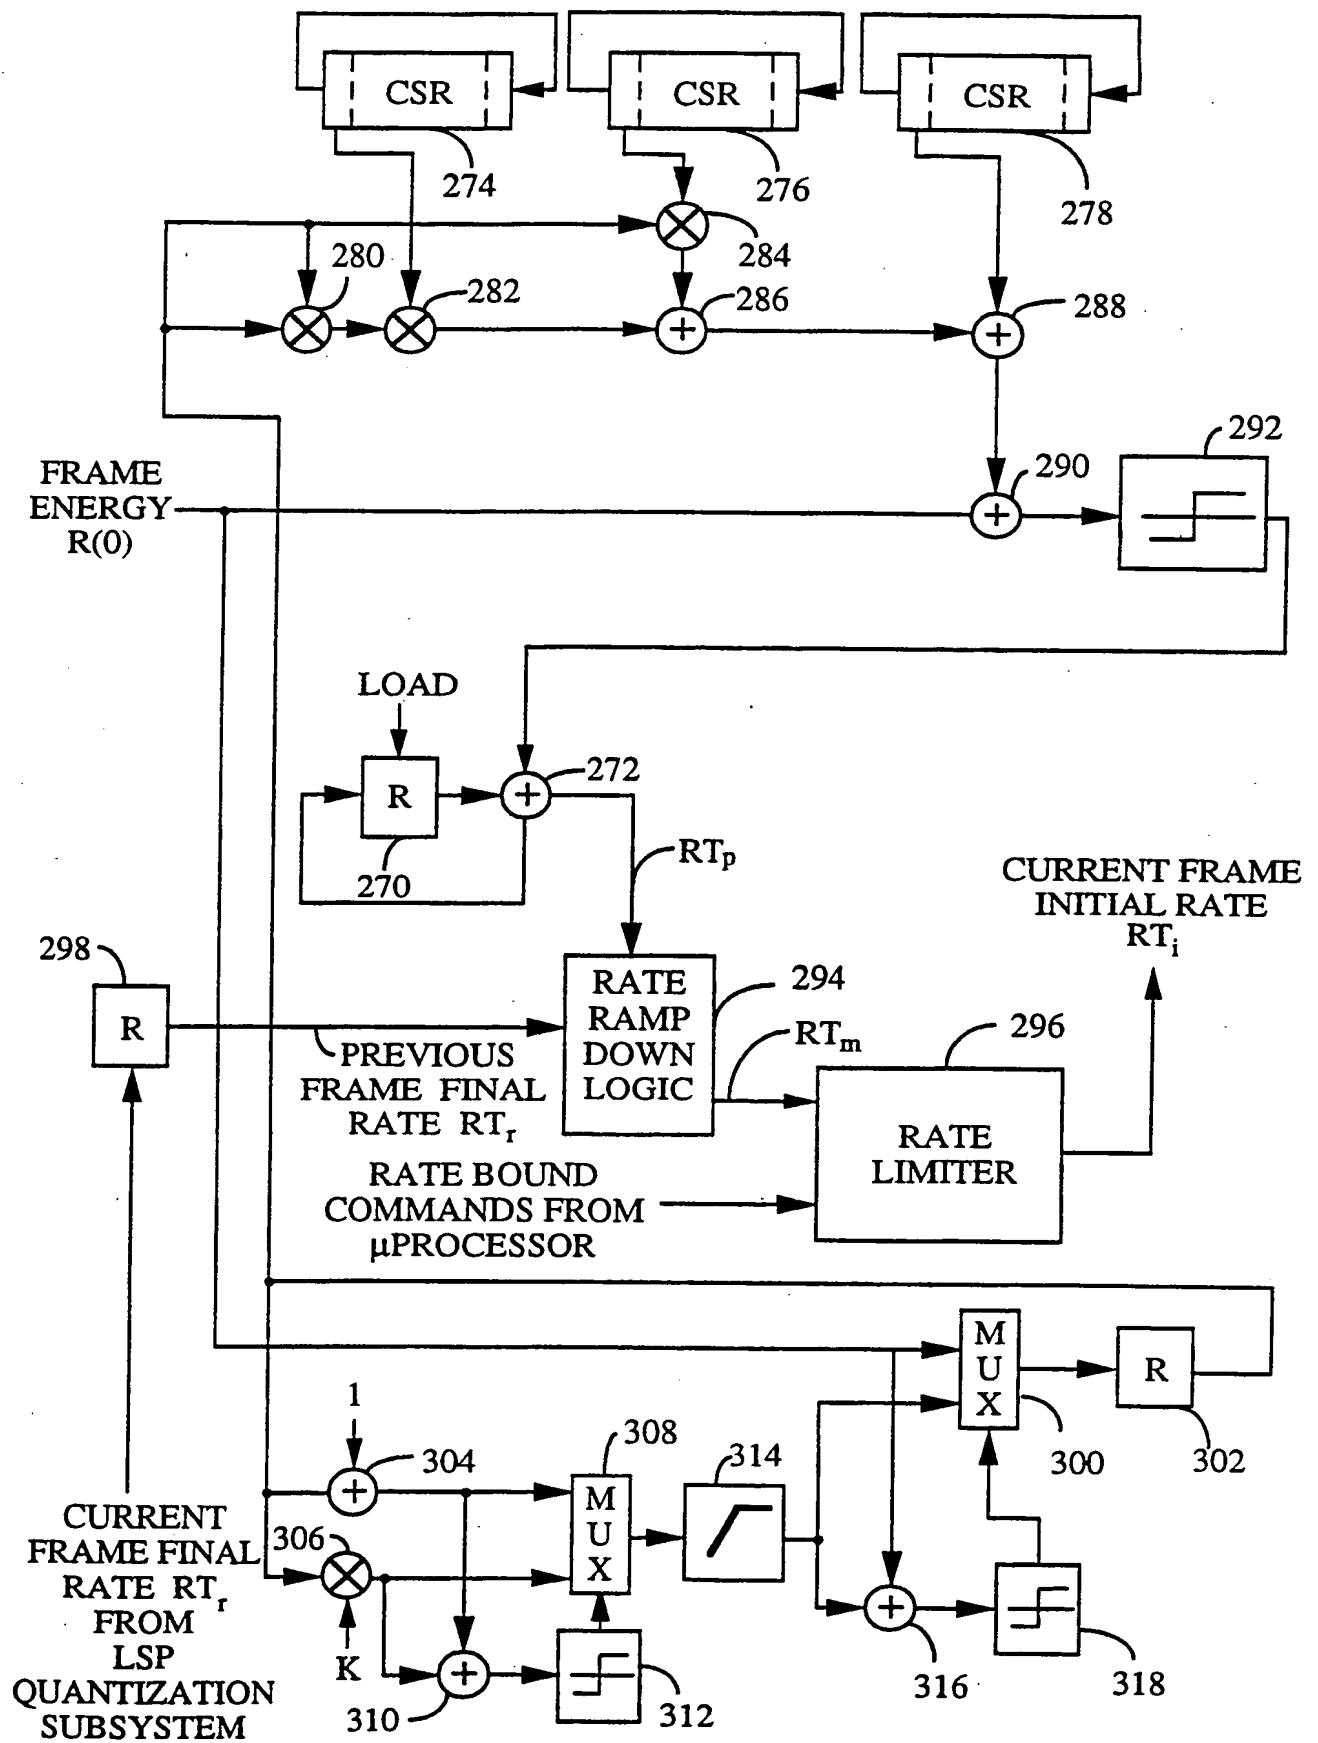 CSR
CSR
CSR
274
276
278
280
282
284
286
288
290
292
FRAME
ENERGY
R(0)
LOAD
R
270
272
RTp
CURRENT FRAME
INITIAL RATE
RTi
298
R
RATE
RAMP
DOWN
LOGIC
294
RTm
296
PREVIOUS
FRAME FINAL
RATE RTr
RATE
LIMITER
RATE BOUND
COMMANDS FROM
µPROCESSOR
MUX
300
R
302
1
304
308
MUX
314
306
K
310
312
316
318
CURRENT
FRAME FINAL
RATE RTr
FROM
LSP
QUANTIZATION
SUBSYSTEM